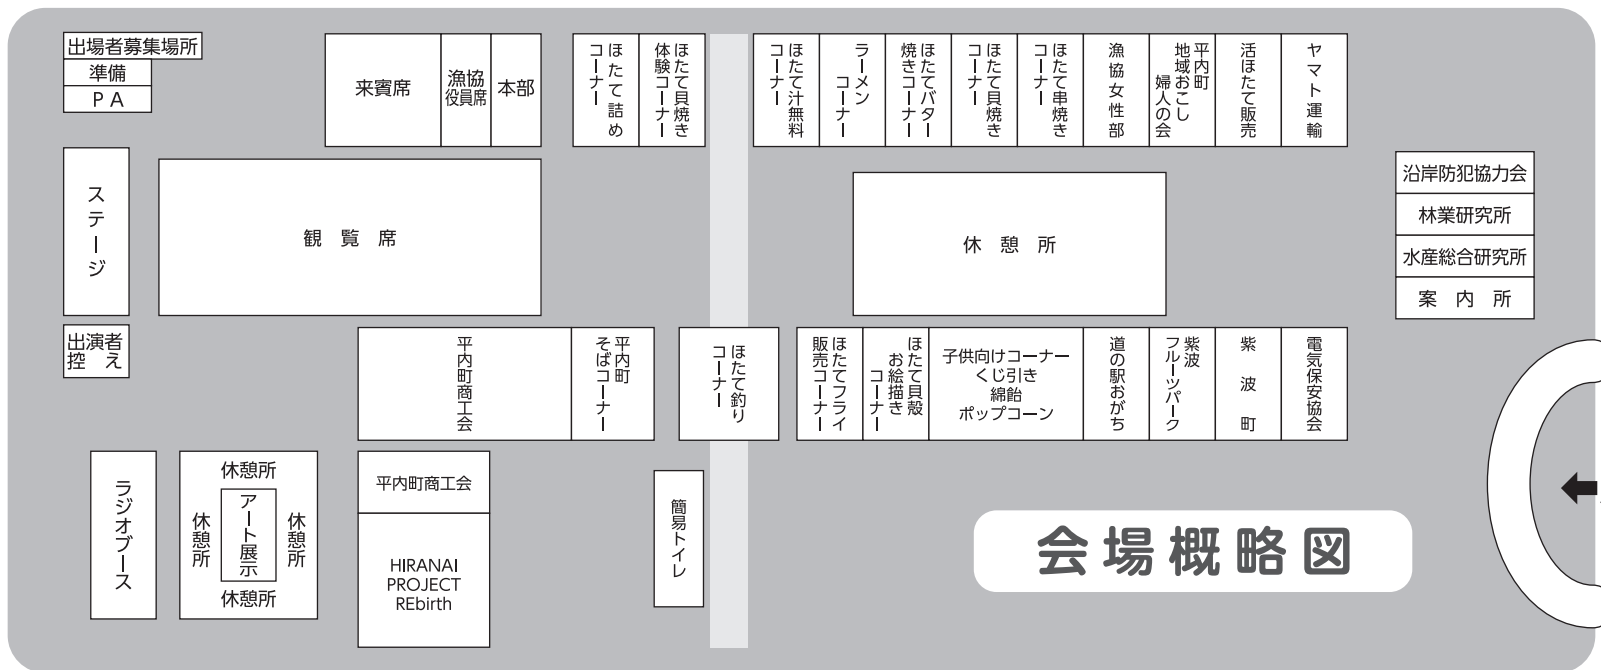 出場者募集場所
準備
PA
来賓席
漁協
役員席
本部
ほたて詰め
コーナー
ほたて貝焼き
体験コーナー
ほたて汁無料
コーナー
ラーメン
コーナー
ほたてバター
焼きコーナー
ほたて貝焼き
コーナー
ほたて串焼き
コーナー
漁協女性部
平内町
地域おこし
婦人の会
活ほたて販売
ヤマト運輸
ステージ
観覧席
休憩所
沿岸防犯協力会
林業研究所
水産総合研究所
案内所
出演者
控え
平内町商工会
平内町
そばコーナー
ほたて釣り
コーナー
ほたてフライ
販売コーナー
ほたて貝殻
お絵描き
コーナー
子供向けコーナー
くじ引き
綿飴
ポップコーン
道の駅おがち
紫波
フルーツパーク
紫波町
電気保安協会
ラジオブース
休憩所
休憩所
アート展示
休憩所
休憩所
平内町商工会
HIRANAI
PROJECT
REbirth
簡易トイレ
会場概略図